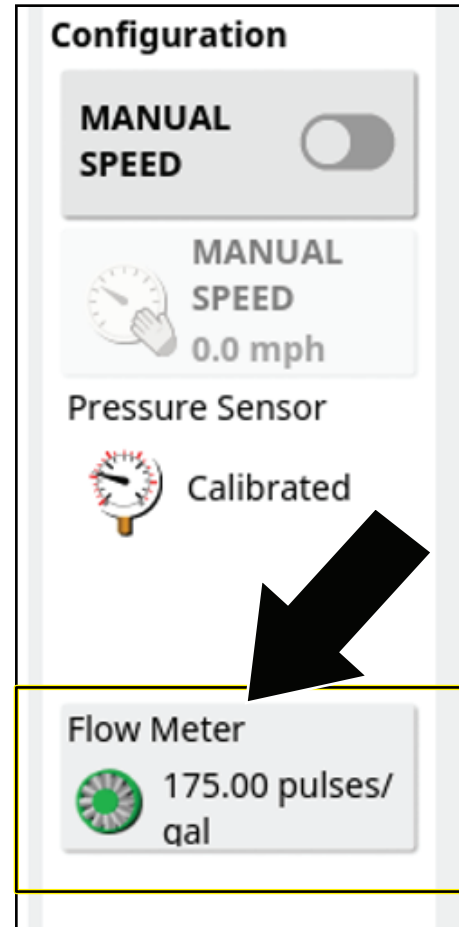 Configuration
MANUAL
SPEED
MANUAL
SPEED
0.0 mph
Pressure Sensor
Calibrated
Flow Meter
175.00 pulses/
gal